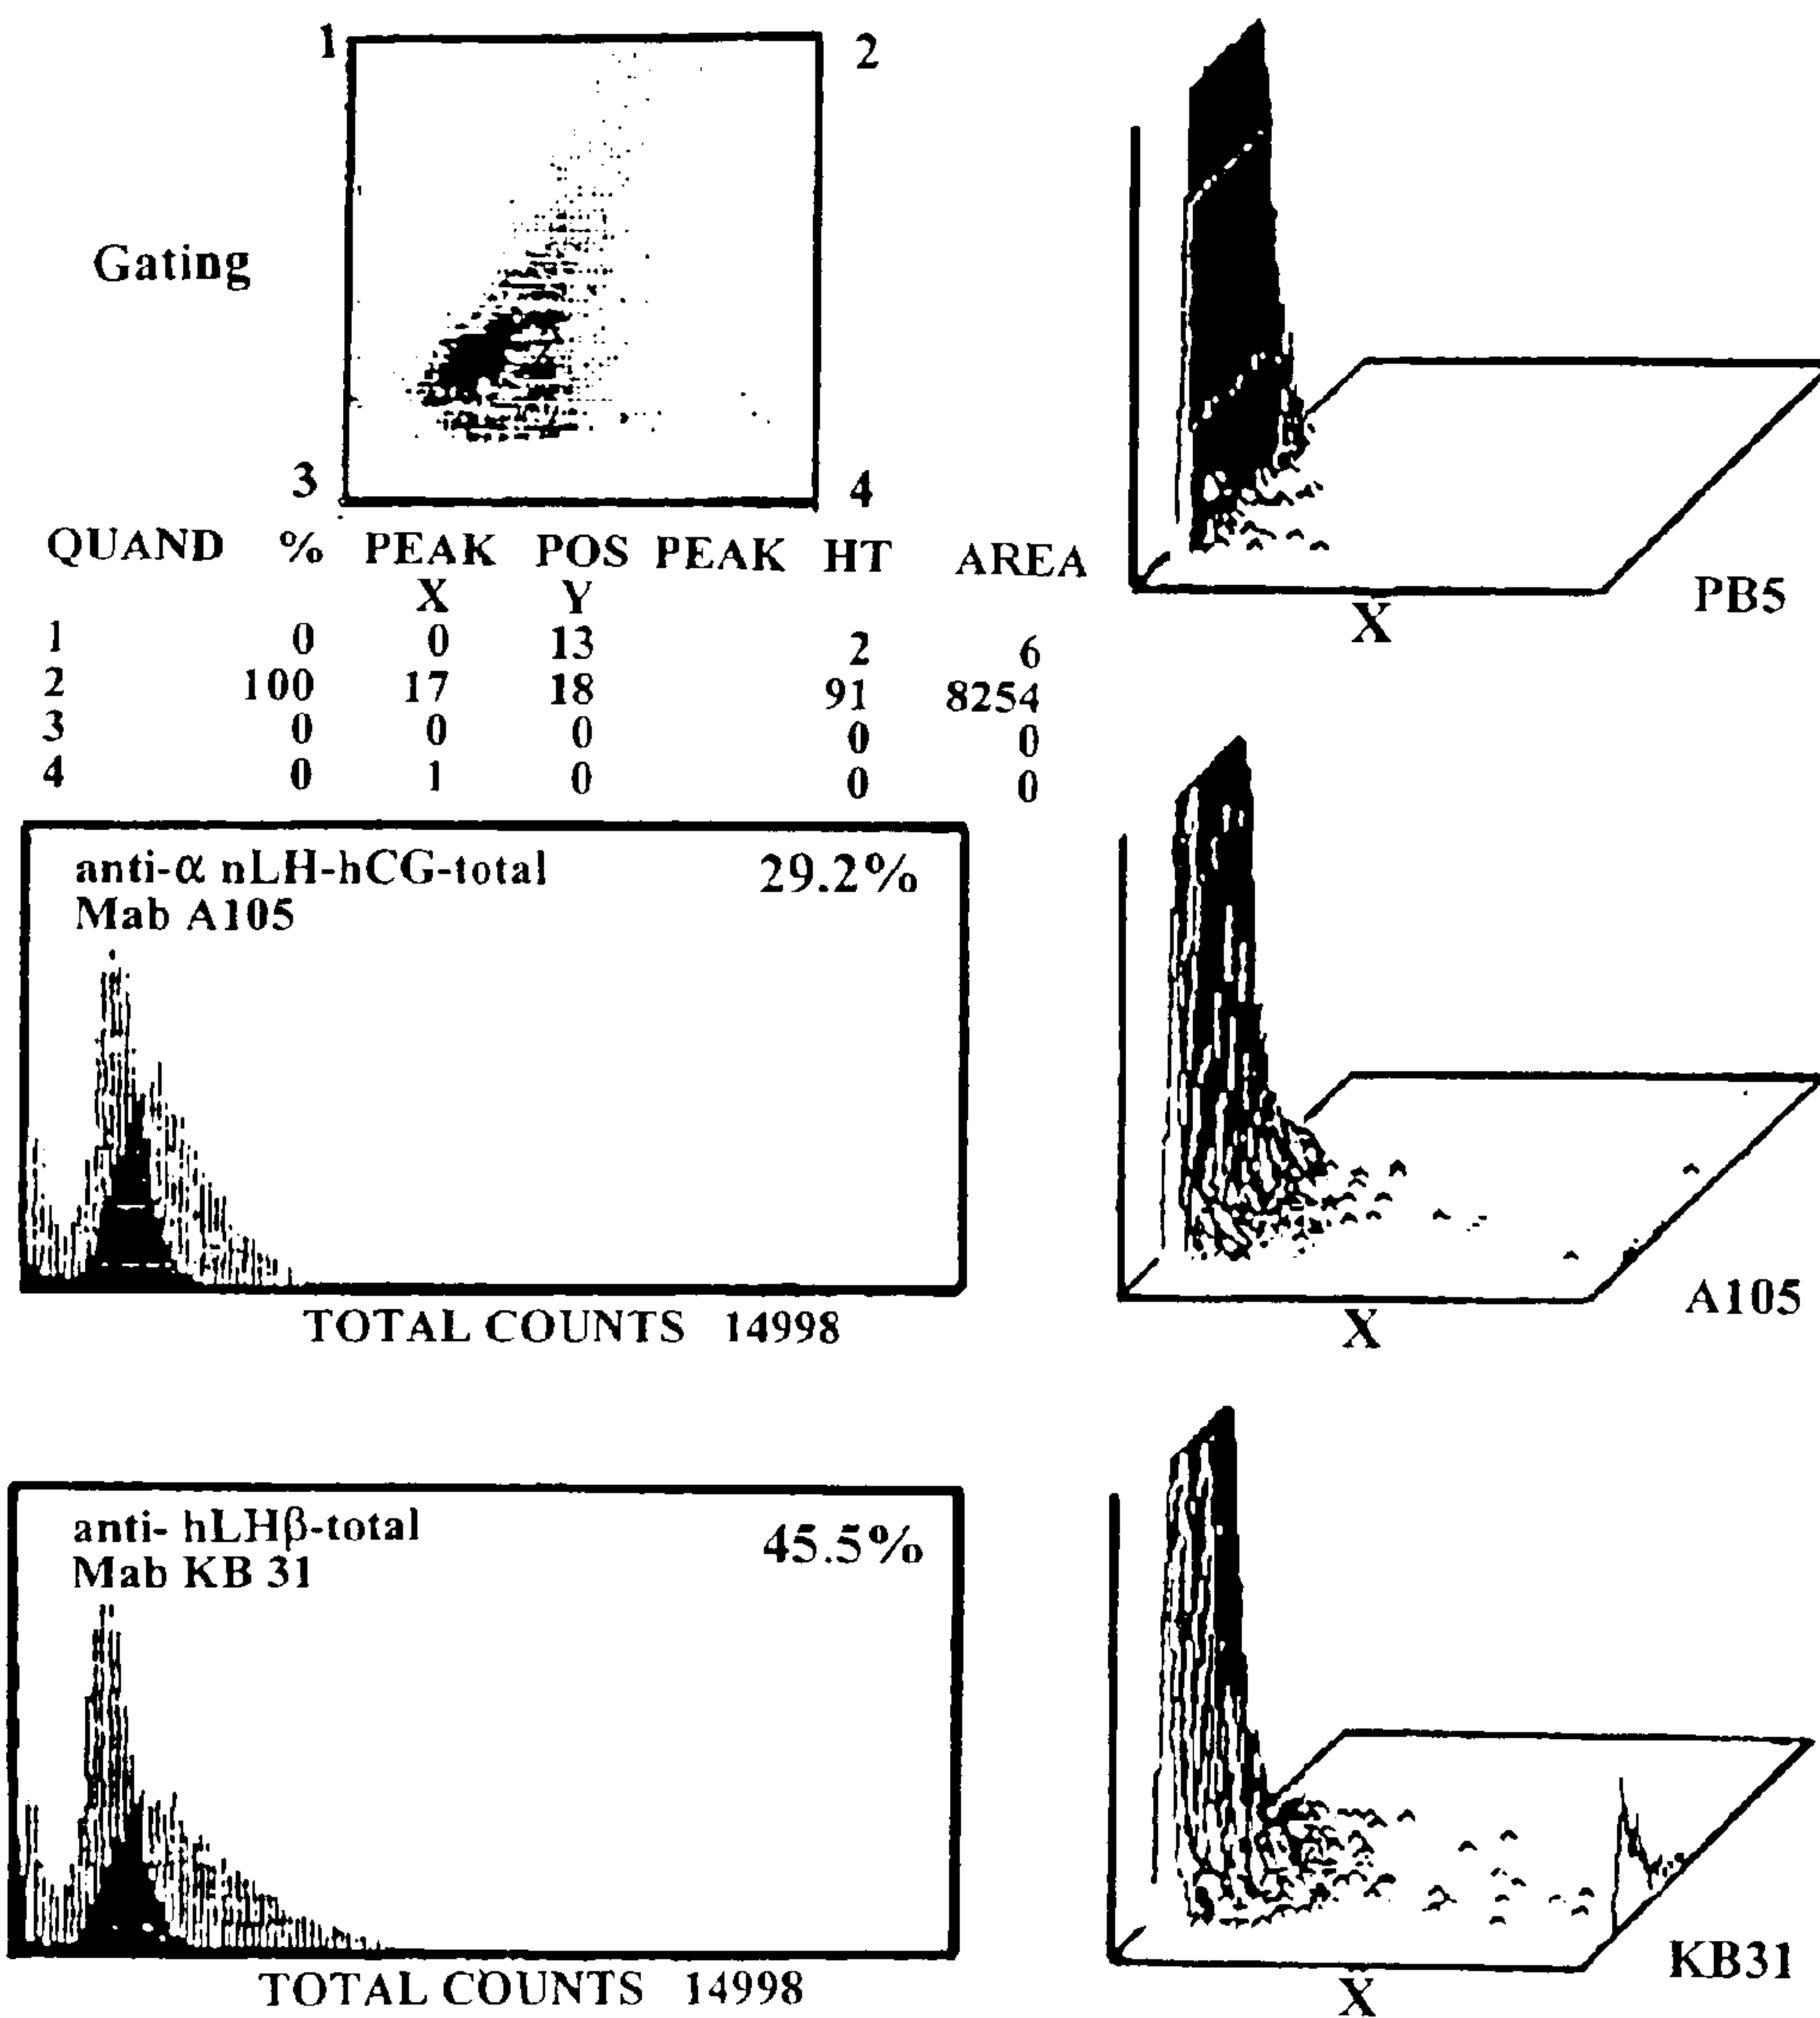 1
2
Gating
3
4
QUAND % PEAK POS PEAK HT AREA
X Y
1 0 0 13 2 6
2 100 17 18 91 8254
3 0 0 0 0 0
4 0 1 0 0 0
X
PB5
anti-α nLH-hCG-total 29.2%
Mab A105
TOTAL COUNTS 14998
X
A105
anti- hLHβ-total 45.5%
Mab KB 31
TOTAL COUNTS 14998
X
KB31